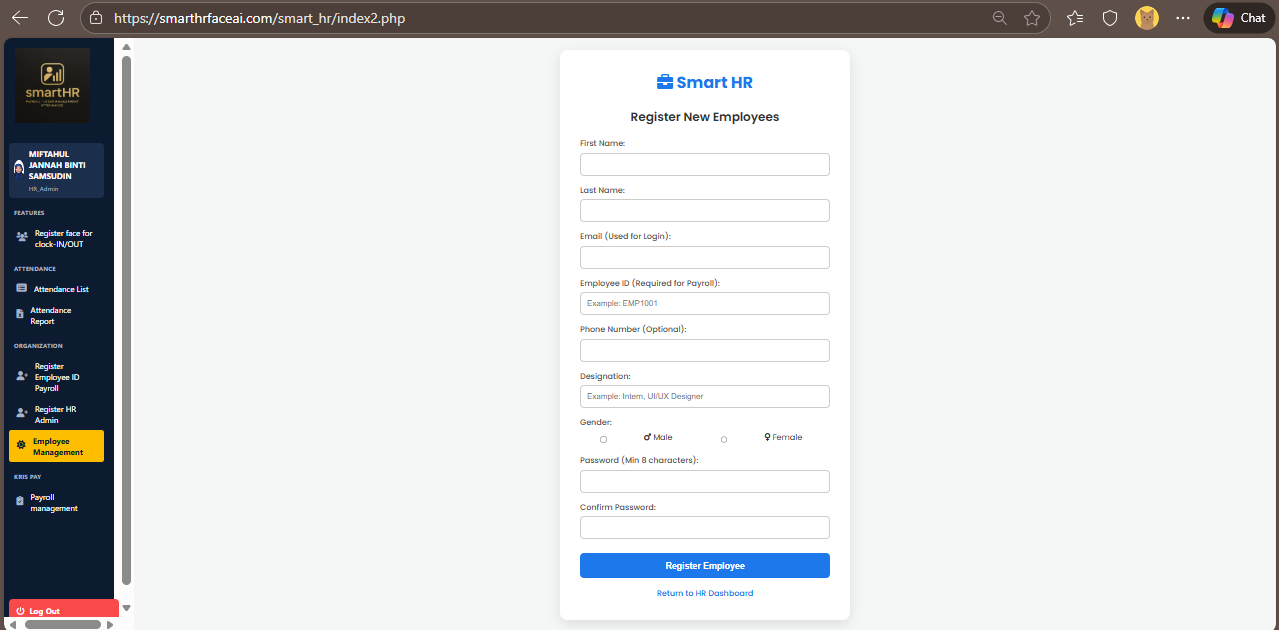 https://smarthrfaceai.com/smart_hr/index2.php
Chat
smartHR
MIFTAHUL
JANNAH BINTI
SAMSUDIN
HR_Admin
FEATURES
Register face for
clock-IN/OUT
ATTENDANCE
Attendance List
Attendance
Report
ORGANIZATION
Register
Employee ID
Payroll
Register HR
Admin
Employee
Management
KRIS PAY
Payroll
management
Log Out
Smart HR
Register New Employees
First Name:
Last Name:
Email (Used for Login):
Employee ID (Required for Payroll):
Example: EMP1001
Phone Number (Optional):
Designation:
Example: Intern, UI/UX Designer
Gender:
♂ Male ♀ Female
Password (Min 8 characters):
Confirm Password:
Register Employee
Return to HR Dashboard